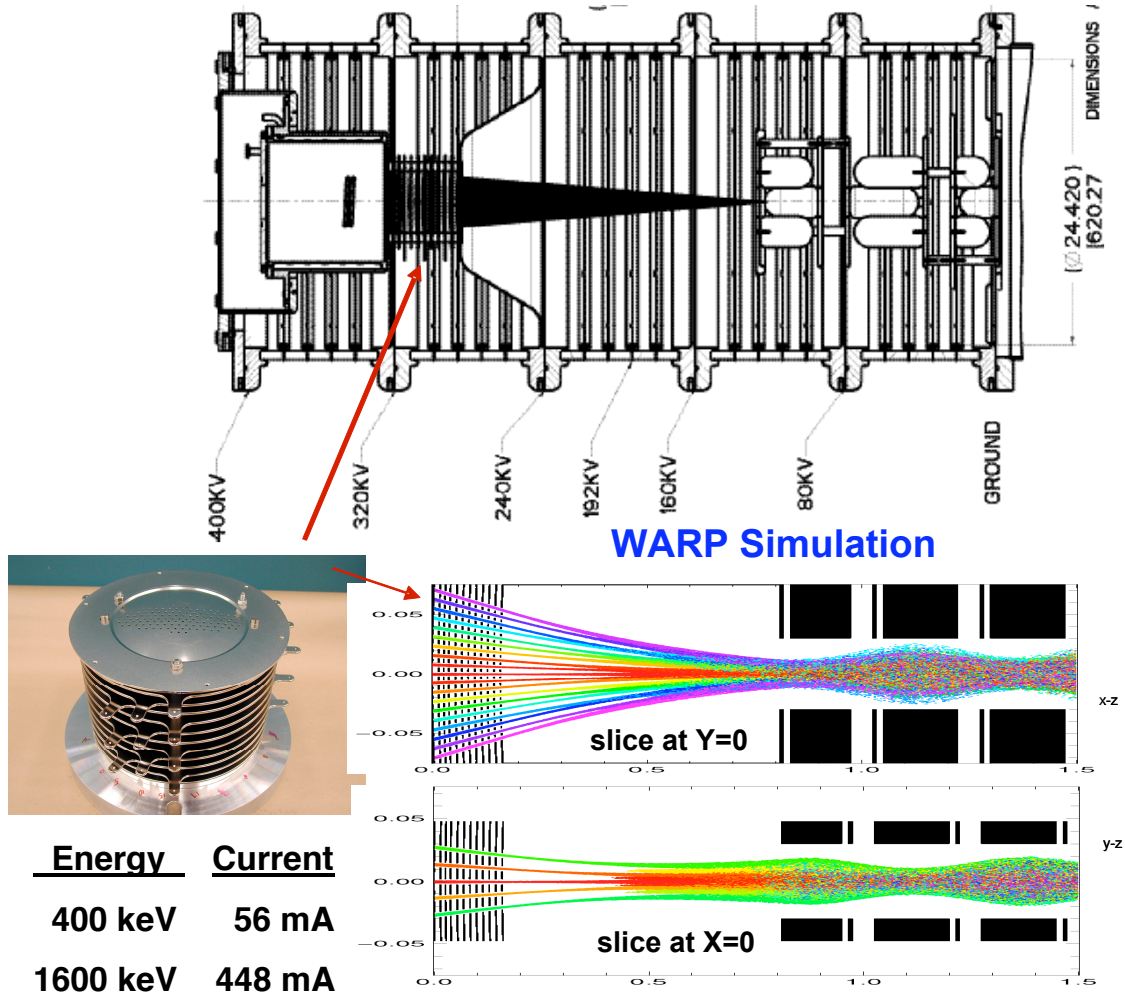 DIMENSIONS
[Ø 24.420 ]
[620.27
400KV
320KV
240KV
192KV
160KV
80KV
GROUND
WARP Simulation
0.05
0.00
−0.05
slice at Y=0
x-z
0.0
0.5
1.0
1.5
0.05
0.00
−0.05
slice at X=0
y-z
0.0
0.5
1.0
1.5
Energy Current
400 keV 56 mA
1600 keV 448 mA